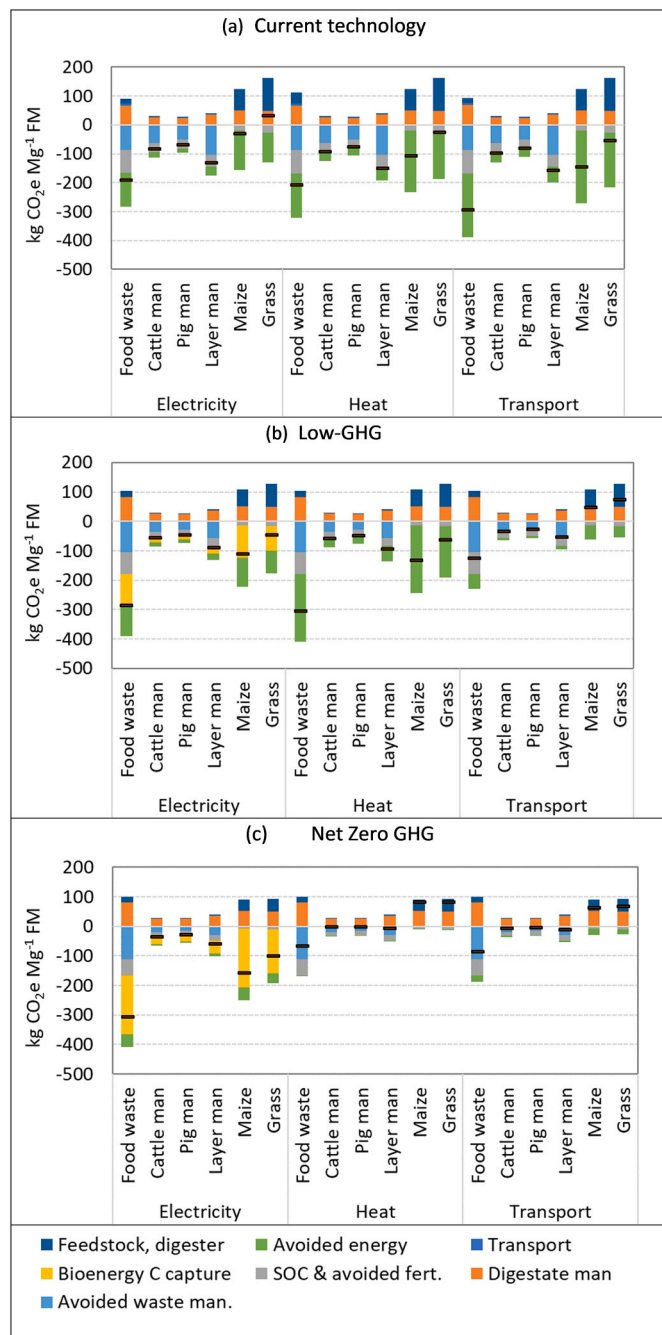 (a) Current technology
200
100
0
-100
-200
-300
-400
-500
kg CO₂e Mg⁻¹ FM
Food waste
Cattle man
Pig man
Layer man
Maize
Grass
Food waste
Cattle man
Pig man
Layer man
Maize
Grass
Food waste
Cattle man
Pig man
Layer man
Maize
Grass
Electricity Heat Transport
(b) Low-GHG
200
100
0
-100
-200
-300
-400
-500
kg CO₂e Mg⁻¹ FM
Food waste
Cattle man
Pig man
Layer man
Maize
Grass
Food waste
Cattle man
Pig man
Layer man
Maize
Grass
Food waste
Cattle man
Pig man
Layer man
Maize
Grass
Electricity Heat Transport
(c) Net Zero GHG
200
100
0
-100
-200
-300
-400
-500
kg CO₂e Mg⁻¹ FM
Food waste
Cattle man
Pig man
Layer man
Maize
Grass
Food waste
Cattle man
Pig man
Layer man
Maize
Grass
Food waste
Cattle man
Pig man
Layer man
Maize
Grass
Electricity Heat Transport
Feedstock, digester Avoided energy Transport
Bioenergy C capture SOC & avoided fert. Digestate man
Avoided waste man.